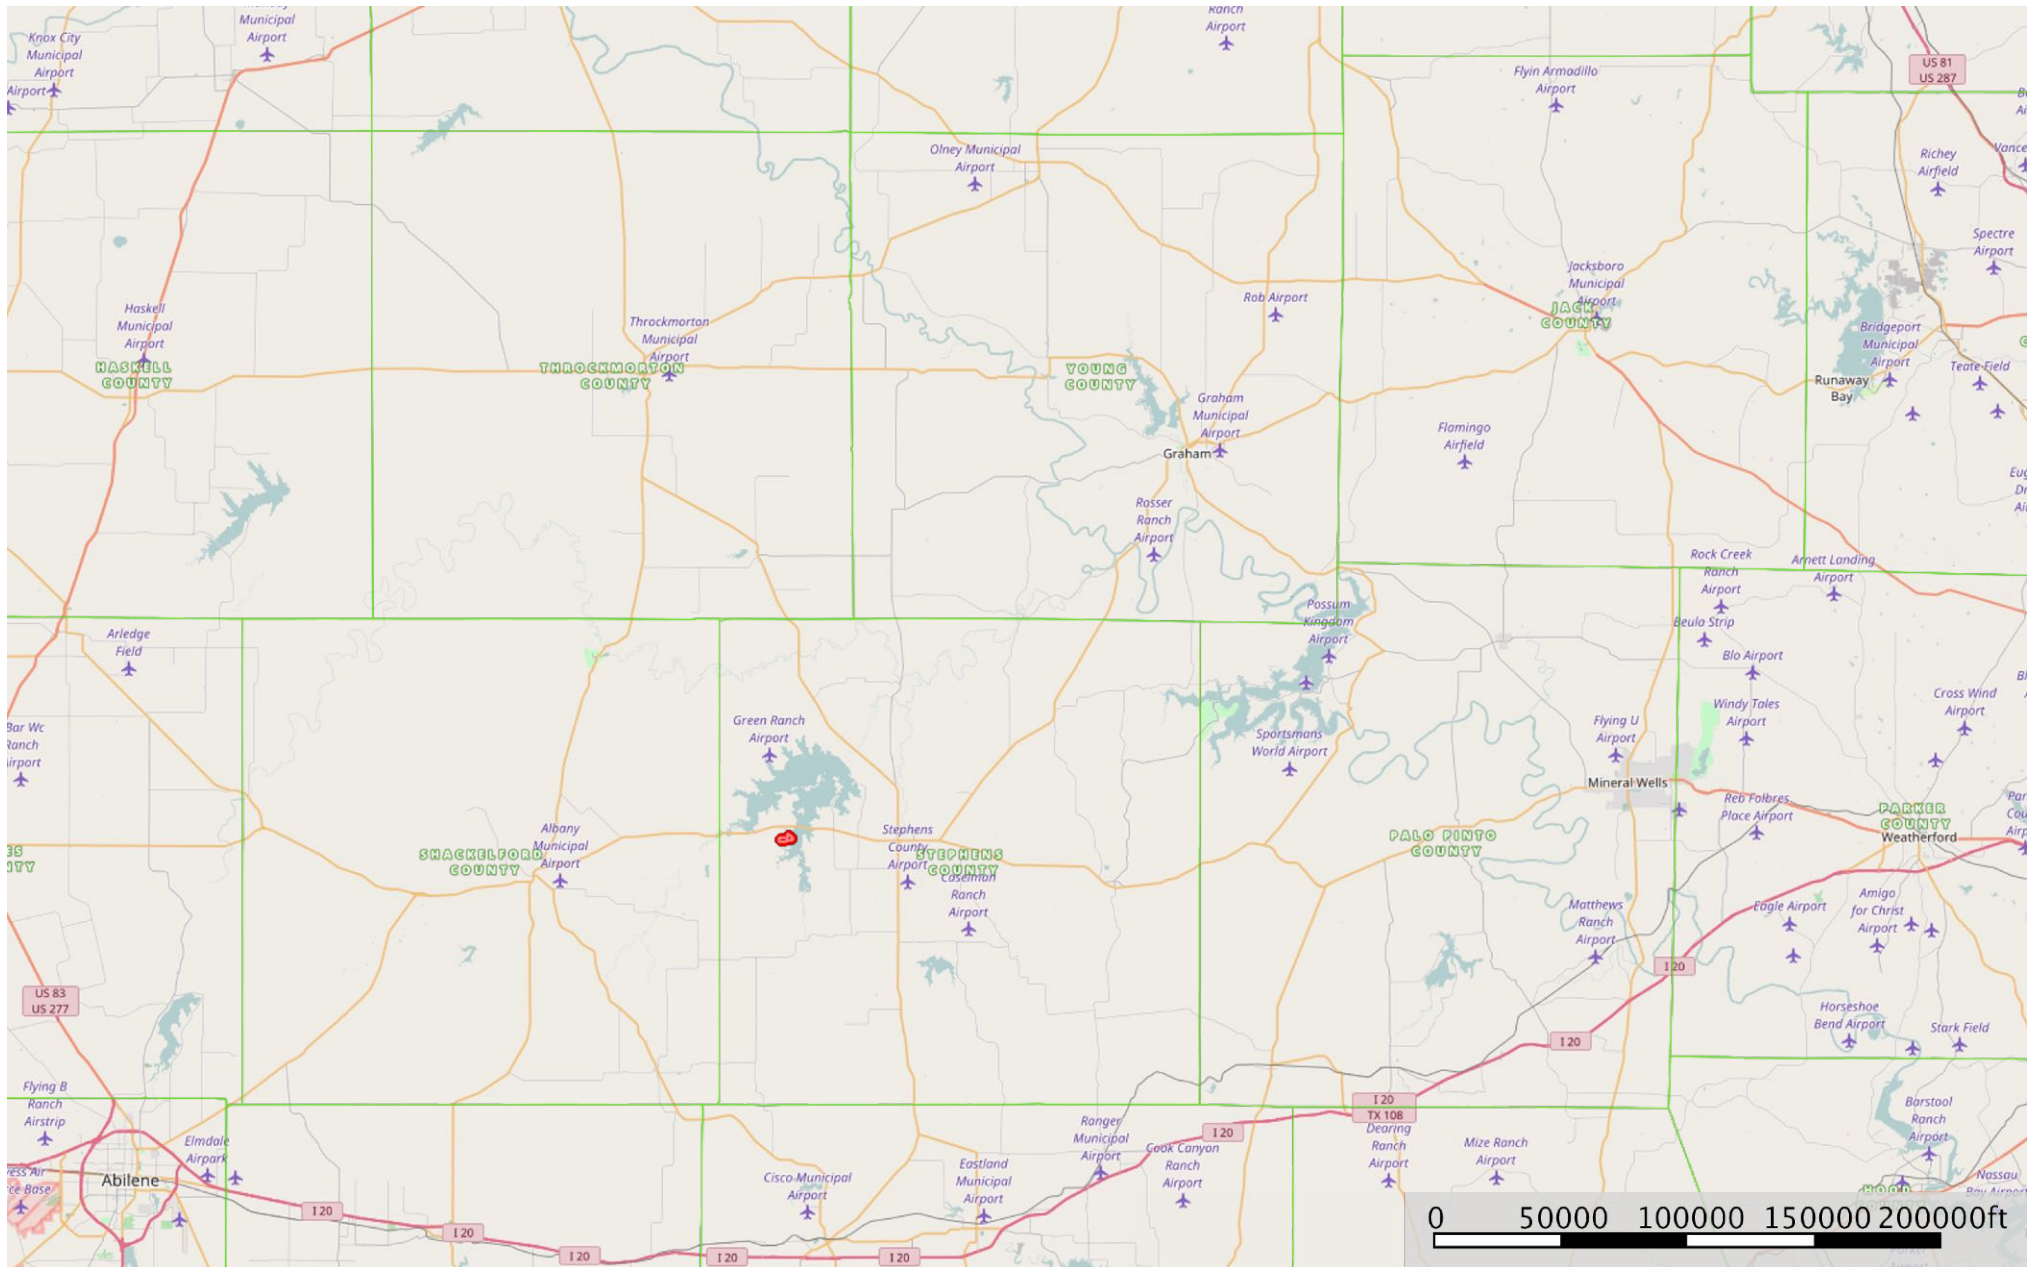 Municipal
Airport
Knox City
Municipal
Airport
Airport
Ranch
Airport
Flyin Armadillo
Airport
US 81
US 287
Olney Municipal
Airport
Richey
Airfield
Vance
Spectre
Airport
Haskell
Municipal
Airport
HASKELL
COUNTY
Throckmorton
Municipal
Airport
THROCKMORTON
COUNTY
Rob Airport
Jacksboro
Municipal
Airport
JACK
COUNTY
YOUNG
COUNTY
Bridgeport
Municipal
Airport
Runaway
Bay
Teate Field
Graham
Municipal
Airport
Graham
Flamingo
Airfield
Rosser
Ranch
Airport
Rock Creek
Ranch
Airport
Arnett Landing
Airport
Possum
Kingdom
Airport
Beula Strip
Arledge
Field
Blo Airport
Cross Wind
Airport
Bar Wc
Ranch
Airport
Green Ranch
Airport
Windy Tales
Airport
Flying U
Airport
Sportsmans
World Airport
Mineral Wells
Reb Folbres
Place Airport
PARKER
COUNTY
Weatherford
Albany
Municipal
Airport
SHACKELFORD
COUNTY
Stephens
County
Airport
STEPHENS
COUNTY
Caselman
Ranch
Airport
PALO PINTO
COUNTY
Matthews
Ranch
Airport
Eagle Airport
Amigo
for Christ
Airport
I 20
US 83
US 277
Horseshoe
Bend Airport
Stark Field
I 20
Flying B
Ranch
Airstrip
Elmdale
Airpark
Abilene
I 20
TX 108
Dearing
Ranch
Airport
Mize Ranch
Airport
Barstool
Ranch
Airport
Ranger
Municipal
Airport
I 20
Cook Canyon
Ranch
Airport
Cisco Municipal
Airport
Eastland
Municipal
Airport
Nassau
Bay Airport
HOOD
I 20
I 20
I 20
I 20
I 20
0 50000 100000 150000 200000ft